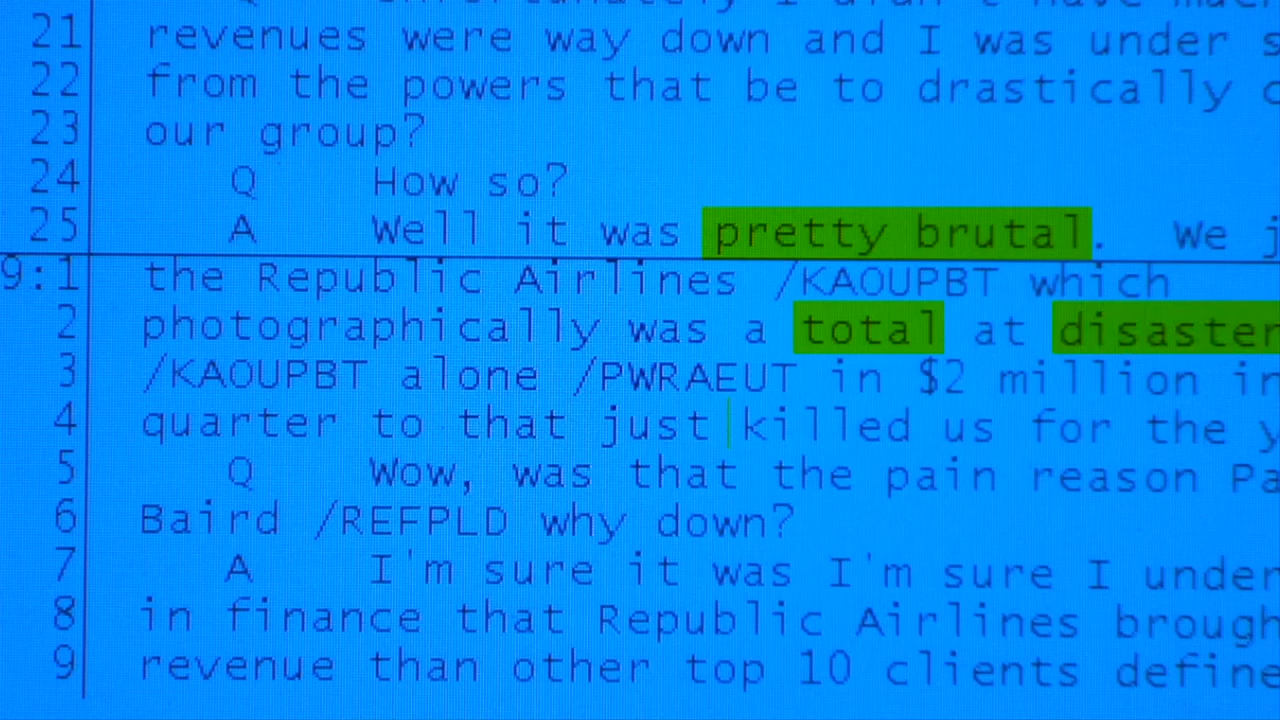 21 revenues were way down and I was under s
22 from the powers that be to drastically
23 our group?
24 Q How so?
25 A Well it was pretty brutal. We j
9:1 the Republic Airlines /KAOUPBT which
2 photographically was a total at disaster
3 /KAOUPBT alone /PWRAEUT in $2 million in
4 quarter to that just killed us for the y
5 Q Wow, was that the pain reason Pa
6 Baird /REFPLD why down?
7 A I'm sure it was I'm sure I under
8 in finance that Republic Airlines brough
9 revenue than other top 10 clients define